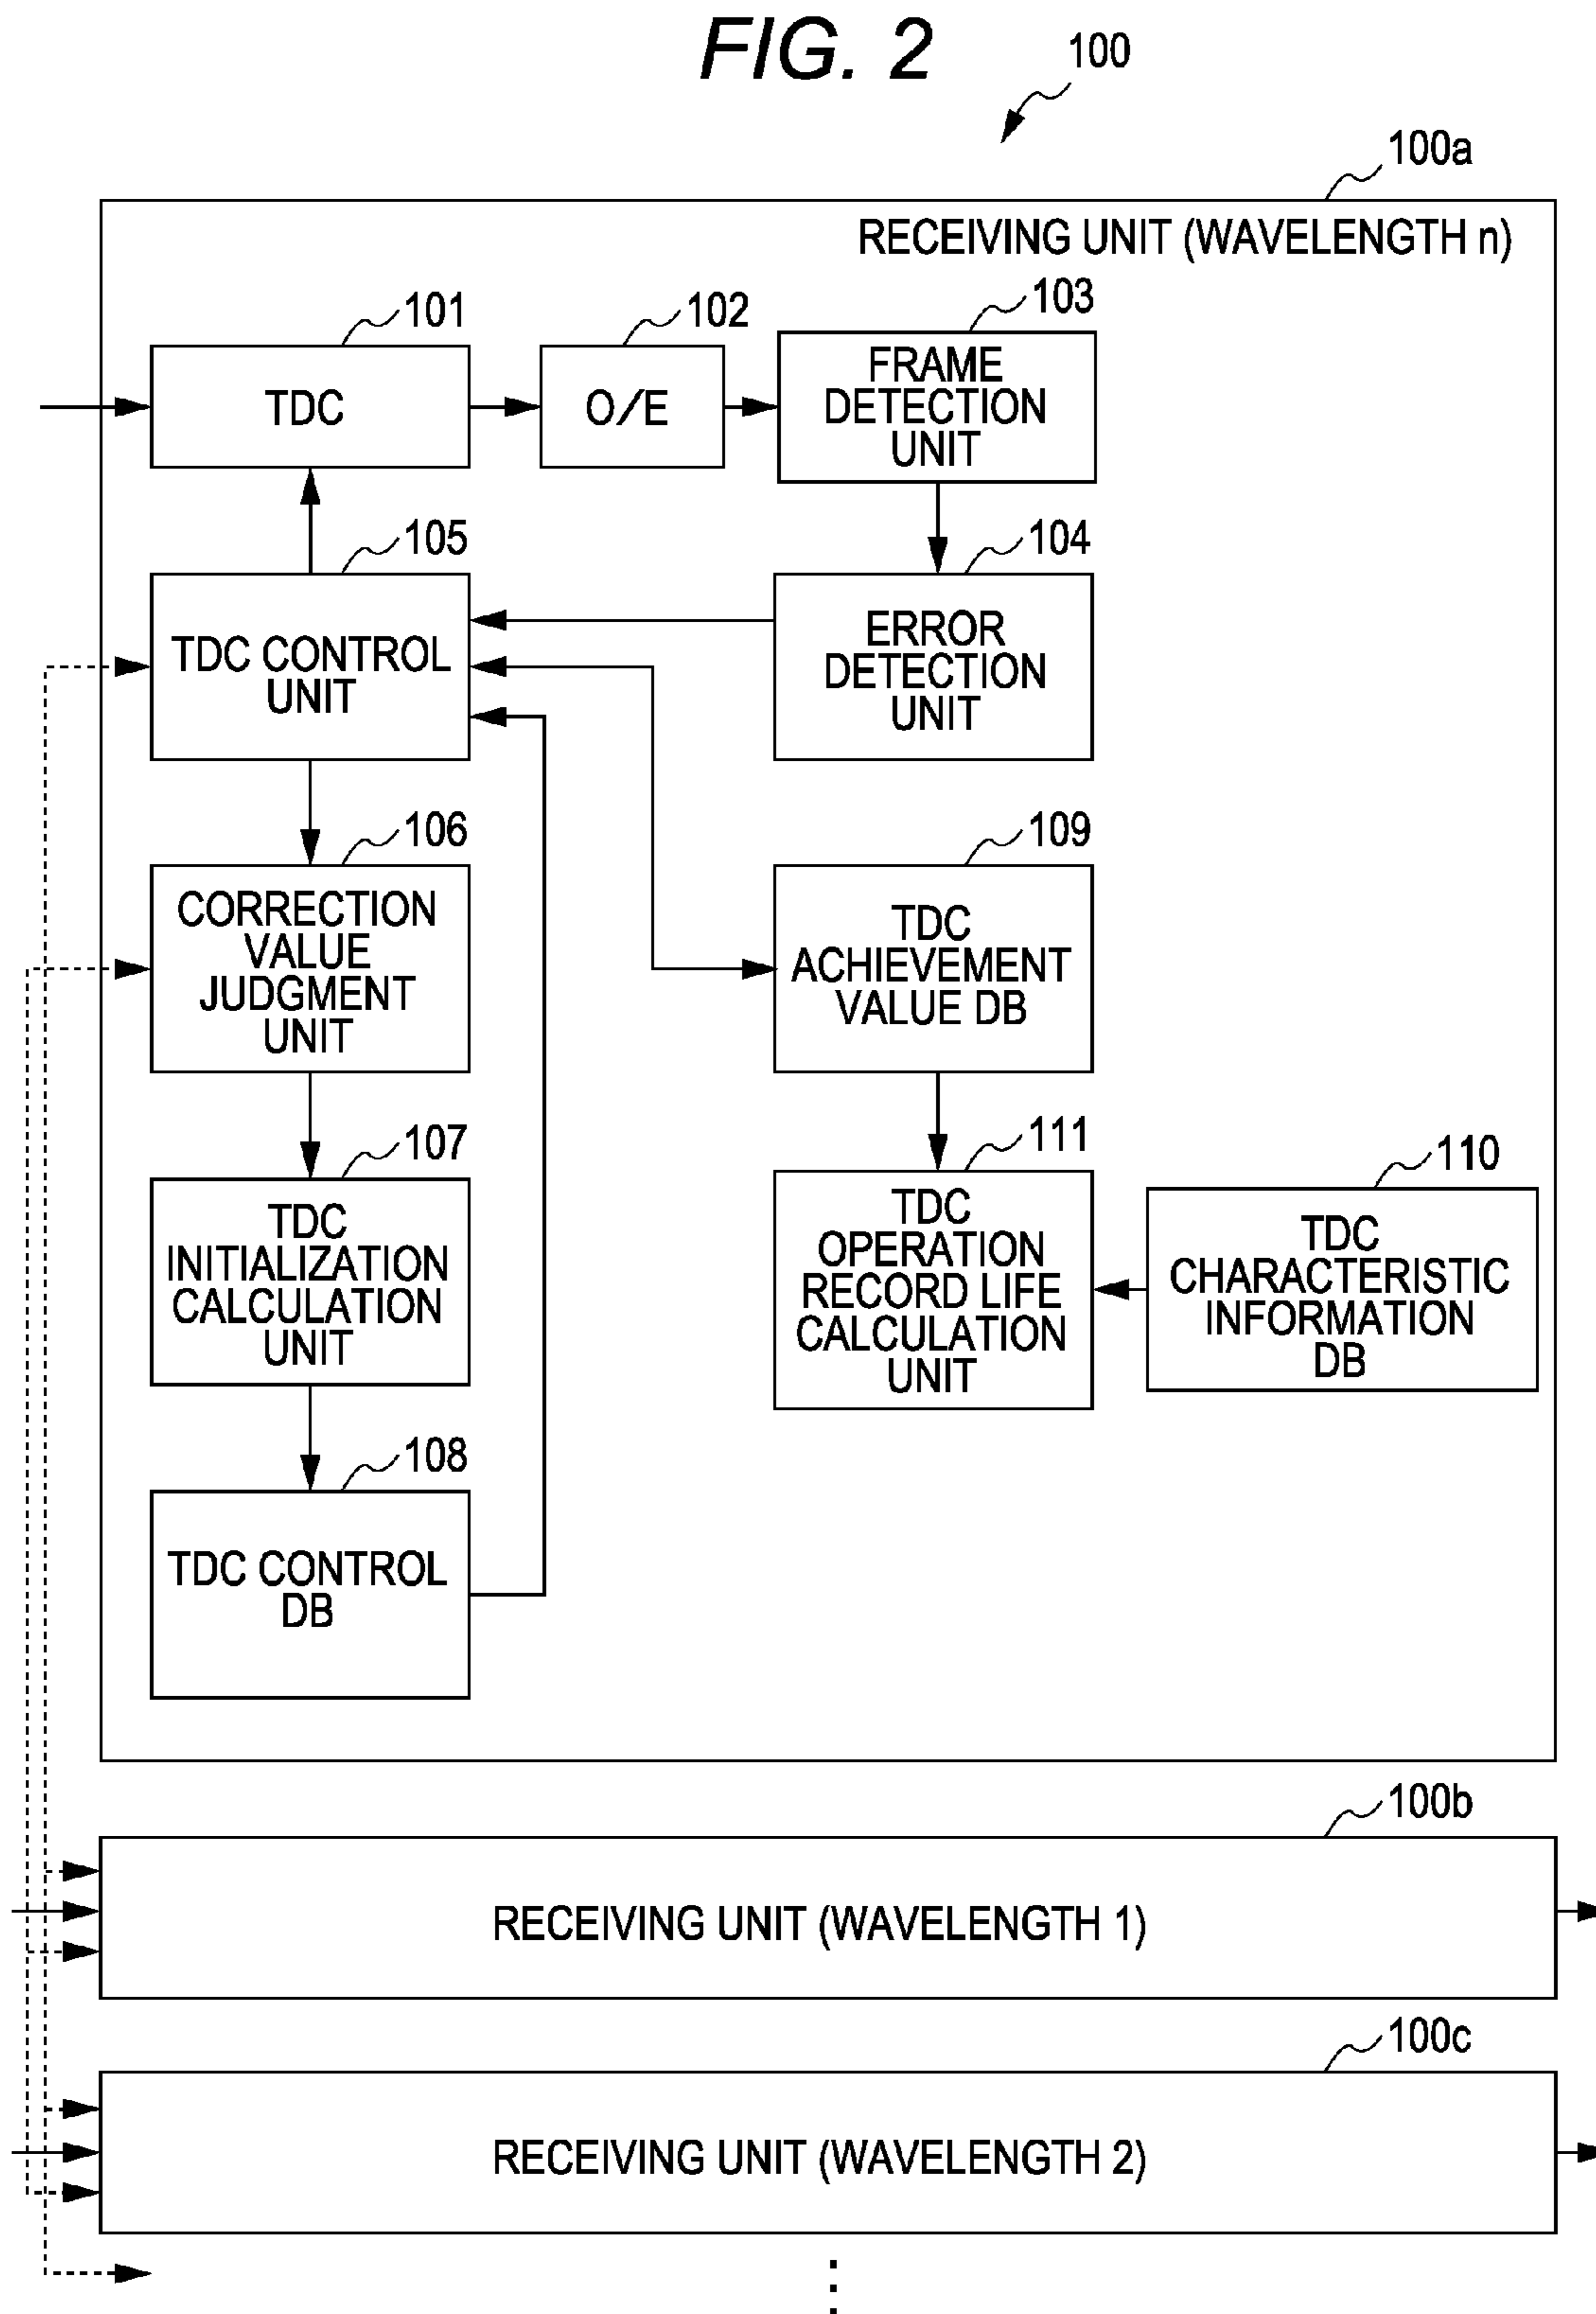 FIG. 2
100
100a
RECEIVING UNIT (WAVELENGTH n)
101
TDC
102
O/E
103
FRAME
DETECTION
UNIT
105
TDC CONTROL
UNIT
104
ERROR
DETECTION
UNIT
106
CORRECTION
VALUE
JUDGMENT
UNIT
109
TDC
ACHIEVEMENT
VALUE DB
107
TDC
INITIALIZATION
CALCULATION
UNIT
111
TDC
OPERATION
RECORD LIFE
CALCULATION
UNIT
110
TDC
CHARACTERISTIC
INFORMATION
DB
108
TDC CONTROL
DB
100b
RECEIVING UNIT (WAVELENGTH 1)
100c
RECEIVING UNIT (WAVELENGTH 2)